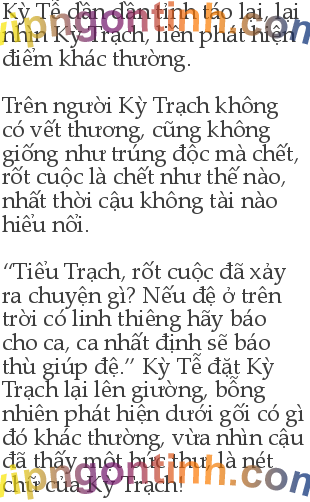 Kỳ Tễ dần dần tỉnh táo lại, lại
nhìn Kỳ Trạch, liền phát hiện
điểm khác thường.
Trên người Kỳ Trạch không
có vết thương, cũng không
giống như trúng độc mà chết,
rốt cuộc là chết như thế nào,
nhất thời cậu không tài nào
hiểu nổi.
“Tiểu Trạch, rốt cuộc đã xảy
ra chuyện gì? Nếu đệ ở trên
trời có linh thiêng hãy báo
cho ca, ca nhất định sẽ báo
thù giúp đệ.” Kỳ Tễ đặt Kỳ
Trạch lại lên giường, bỗng
nhiên phát hiện dưới gối có gì
đó khác thường, vừa nhìn cậu
đã thấy một bức thư, là nét
chữ của Kỳ Trạch!